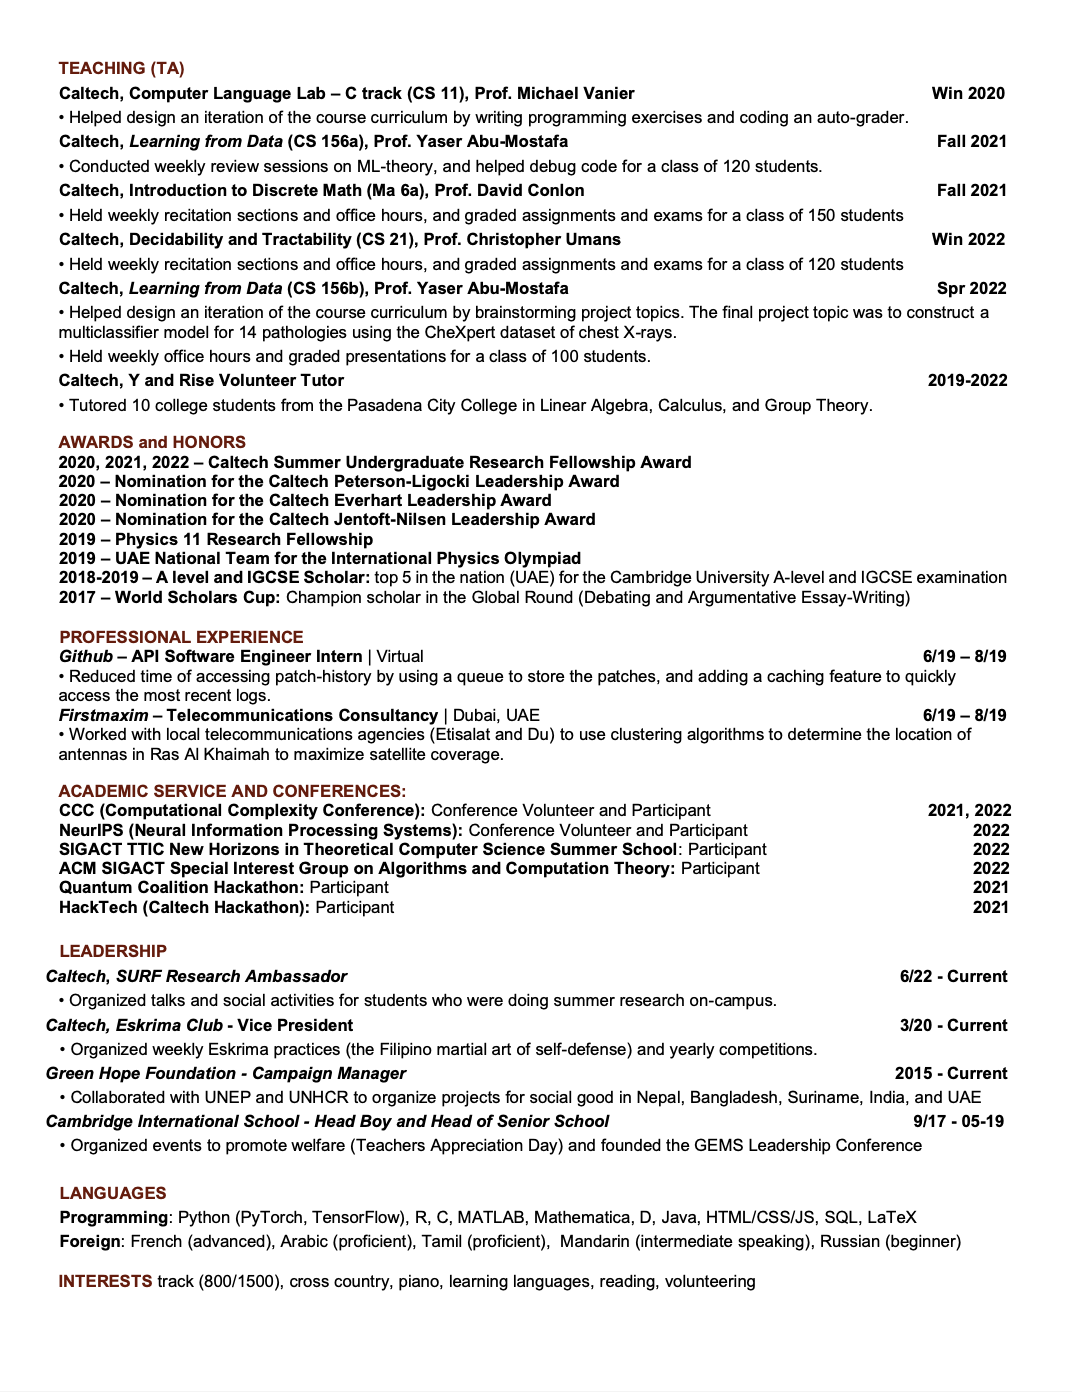 TEACHING (TA)
Caltech, Computer Language Lab – C track (CS 11), Prof. Michael Vanier Win 2020
• Helped design an iteration of the course curriculum by writing programming exercises and coding an auto-grader.
Caltech, Learning from Data (CS 156a), Prof. Yaser Abu-Mostafa Fall 2021
• Conducted weekly review sessions on ML-theory, and helped debug code for a class of 120 students.
Caltech, Introduction to Discrete Math (Ma 6a), Prof. David Conlon Fall 2021
• Held weekly recitation sections and office hours, and graded assignments and exams for a class of 150 students
Caltech, Decidability and Tractability (CS 21), Prof. Christopher Umans Win 2022
• Held weekly recitation sections and office hours, and graded assignments and exams for a class of 120 students
Caltech, Learning from Data (CS 156b), Prof. Yaser Abu-Mostafa Spr 2022
• Helped design an iteration of the course curriculum by brainstorming project topics. The final project topic was to construct a
multiclassifier model for 14 pathologies using the CheXpert dataset of chest X-rays.
• Held weekly office hours and graded presentations for a class of 100 students.
Caltech, Y and Rise Volunteer Tutor 2019-2022
• Tutored 10 college students from the Pasadena City College in Linear Algebra, Calculus, and Group Theory.
AWARDS and HONORS
2020, 2021, 2022 – Caltech Summer Undergraduate Research Fellowship Award
2020 – Nomination for the Caltech Peterson-Ligocki Leadership Award
2020 – Nomination for the Caltech Everhart Leadership Award
2020 – Nomination for the Caltech Jentoft-Nilsen Leadership Award
2019 – Physics 11 Research Fellowship
2019 – UAE National Team for the International Physics Olympiad
2018-2019 – A level and IGCSE Scholar: top 5 in the nation (UAE) for the Cambridge University A-level and IGCSE examination
2017 – World Scholars Cup: Champion scholar in the Global Round (Debating and Argumentative Essay-Writing)
PROFESSIONAL EXPERIENCE
Github – API Software Engineer Intern | Virtual 6/19 – 8/19
• Reduced time of accessing patch-history by using a queue to store the patches, and adding a caching feature to quickly
access the most recent logs.
Firstmaxim – Telecommunications Consultancy | Dubai, UAE 6/19 – 8/19
• Worked with local telecommunications agencies (Etisalat and Du) to use clustering algorithms to determine the location of
antennas in Ras Al Khaimah to maximize satellite coverage.
ACADEMIC SERVICE AND CONFERENCES:
CCC (Computational Complexity Conference): Conference Volunteer and Participant 2021, 2022
NeurIPS (Neural Information Processing Systems): Conference Volunteer and Participant 2022
SIGACT TTIC New Horizons in Theoretical Computer Science Summer School: Participant 2022
ACM SIGACT Special Interest Group on Algorithms and Computation Theory: Participant 2022
Quantum Coalition Hackathon: Participant 2021
HackTech (Caltech Hackathon): Participant 2021
LEADERSHIP
Caltech, SURF Research Ambassador 6/22 - Current
• Organized talks and social activities for students who were doing summer research on-campus.
Caltech, Eskrima Club - Vice President 3/20 - Current
• Organized weekly Eskrima practices (the Filipino martial art of self-defense) and yearly competitions.
Green Hope Foundation - Campaign Manager 2015 - Current
• Collaborated with UNEP and UNHCR to organize projects for social good in Nepal, Bangladesh, Suriname, India, and UAE
Cambridge International School - Head Boy and Head of Senior School 9/17 - 05-19
• Organized events to promote welfare (Teachers Appreciation Day) and founded the GEMS Leadership Conference
LANGUAGES
Programming: Python (PyTorch, TensorFlow), R, C, MATLAB, Mathematica, D, Java, HTML/CSS/JS, SQL, LaTeX
Foreign: French (advanced), Arabic (proficient), Tamil (proficient), Mandarin (intermediate speaking), Russian (beginner)
INTERESTS track (800/1500), cross country, piano, learning languages, reading, volunteering